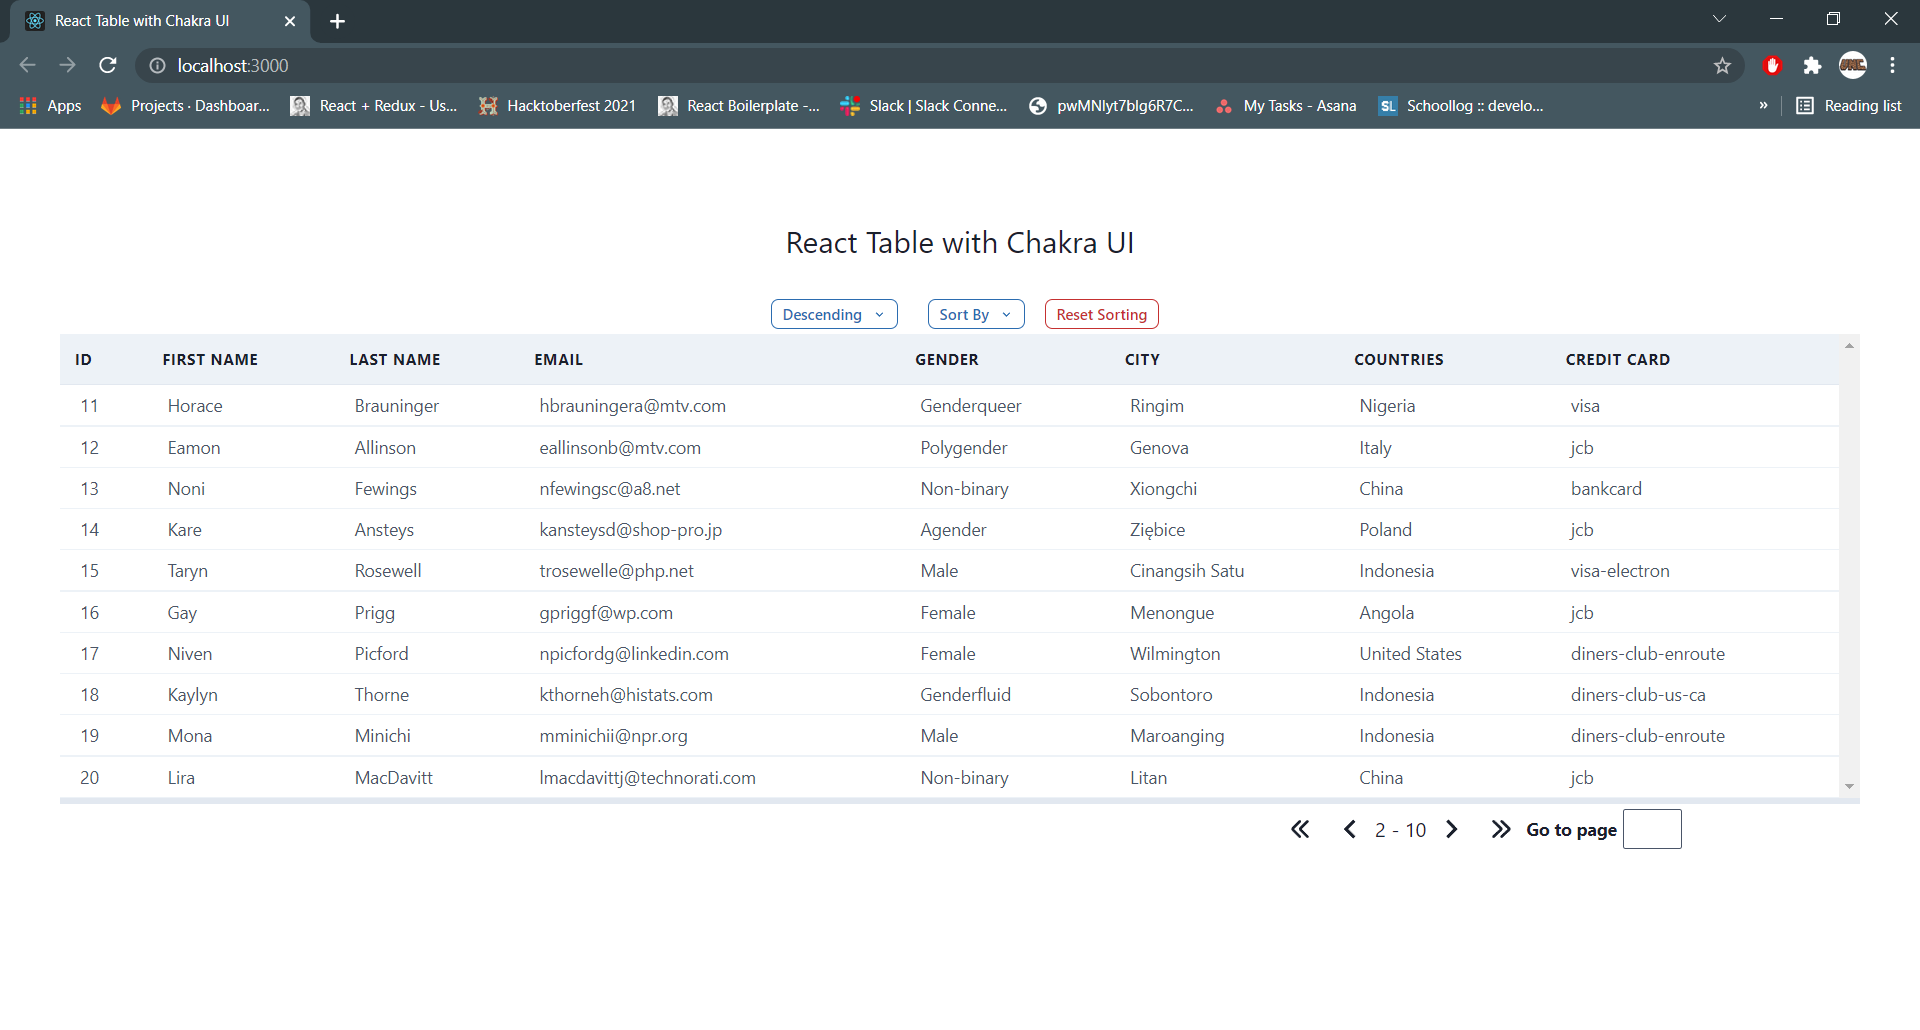 React Table with Chakra UI
localhost:3000
Apps Projects · Dashboar... React + Redux - Us... Hacktoberfest 2021 React Boilerplate -... Slack | Slack Conne... My Tasks - Asana SL Schoollog :: develo... » Reading list
React Table with Chakra UI
Descending Sort By Reset Sorting
ID FIRST NAME LAST NAME EMAIL GENDER CITY COUNTRIES CREDIT CARD
11 Horace Brauninger hbrauningera@mtv.com Genderqueer Ringim Nigeria visa
12 Eamon Allinson eallinsonb@mtv.com Polygender Genova Italy jcb
13 Noni Fewings nfewingsc@a8.net Non-binary Xiongchi China bankcard
14 Kare Ansteys kansteysd@shop-pro.jp Agender Ziębice Poland jcb
15 Taryn Rosewell trosewelle@php.net Male Cinangsih Satu Indonesia visa-electron
16 Gay Prigg gpriggf@wp.com Female Menongue Angola jcb
17 Niven Picford npicfordg@linkedin.com Female Wilmington United States diners-club-enroute
18 Kaylyn Thorne kthorneh@histats.com Genderfluid Sobontoro Indonesia diners-club-us-ca
19 Mona Minichi mminichii@npr.org Male Maroanging Indonesia diners-club-enroute
20 Lira MacDavitt lmacdavittj@technorati.com Non-binary Litan China jcb
2 - 10 Go to page